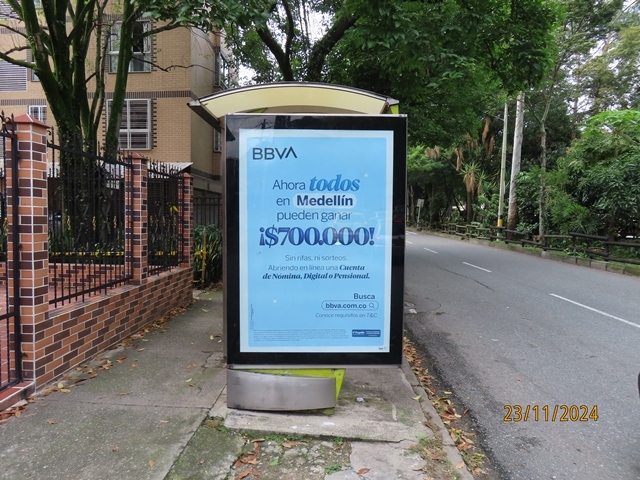 BBVA
Ahora todos
en Medellín
pueden ganar
¡$700.000!
Sin rifas, ni sorteos.
Abriendo en línea una Cuenta
de Nómina, Digital o Pensional.
Busca
bbva.com.co
Conoce requisitos en T&C.
23/11/2024